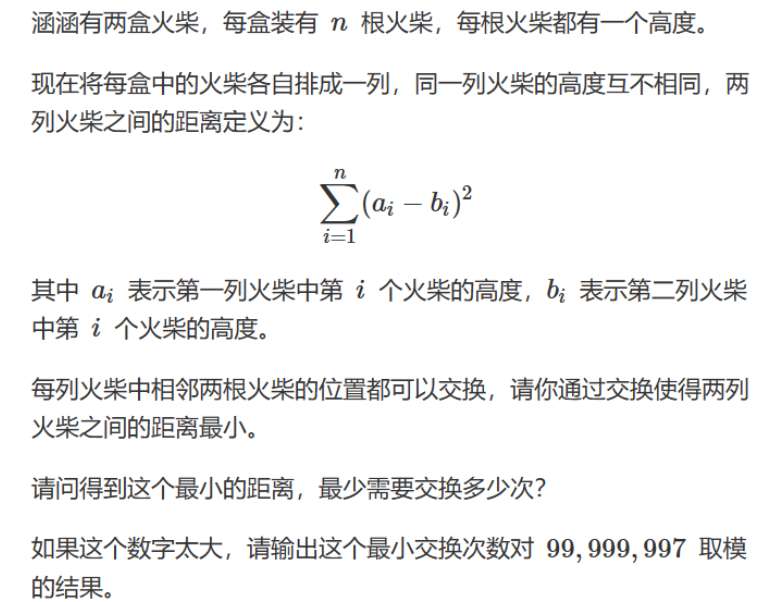 涵涵有两盒火柴，每盒装有 n 根火柴，每根火柴都有一个高度。
现在将每盒中的火柴各自排成一列，同一列火柴的高度互不相同，两
列火柴之间的距离定义为：
n
∑(a_i − b_i)²
i=1
其中 a_i 表示第一列火柴中第 i 个火柴的高度，b_i 表示第二列火柴
中第 i 个火柴的高度。
每列火柴中相邻两根火柴的位置都可以交换，请你通过交换使得两列
火柴之间的距离最小。
请问得到这个最小的距离，最少需要交换多少次？
如果这个数字太大，请输出这个最小交换次数对 99,999,997 取模
的结果。